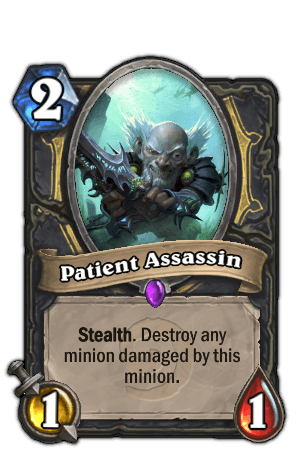 2
Patient Assassin
Stealth. Destroy any
minion damaged by this
minion.
1
1